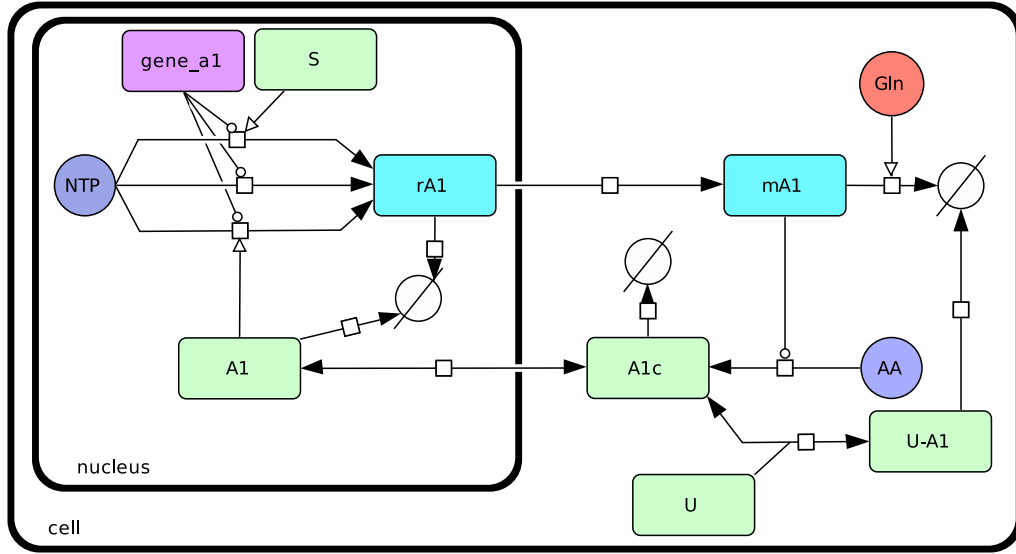 gene_a1
S
Gln
NTP
rA1
mA1
A1
A1c
AA
U-A1
nucleus
U
cell